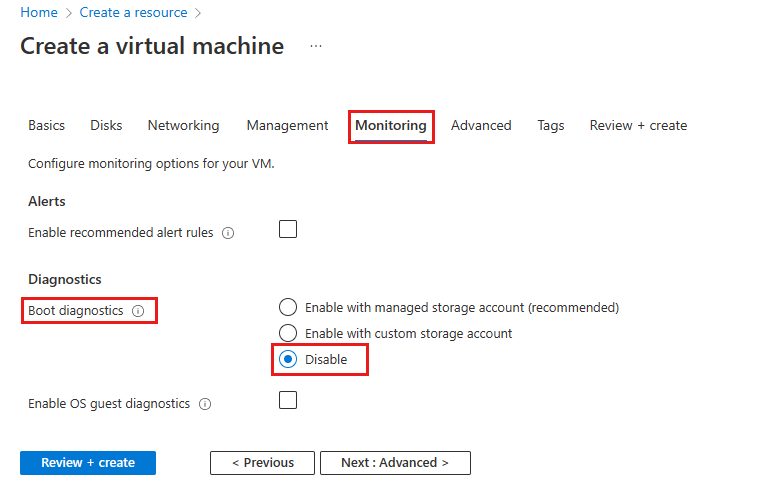 Home > Create a resource >
Create a virtual machine ...
Basics Disks Networking Management Monitoring Advanced Tags Review + create
Configure monitoring options for your VM.
Alerts
Enable recommended alert rules
Diagnostics
Boot diagnostics
Enable with managed storage account (recommended)
Enable with custom storage account
Disable
Enable OS guest diagnostics
Review + create
< Previous
Next : Advanced >